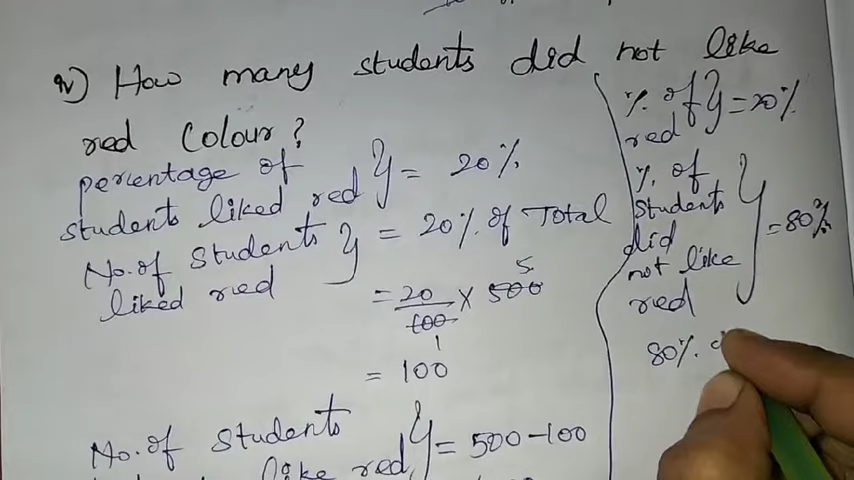 v) How many students did not like
red Colour?
percentage of
students liked red } = 20%
No. of students
liked red } = 20% of Total
= 20/100 × 500
5
1
= 100
No. of students
like red } = 500-100
% of
red } = 20%
% of
students
did
not like
red } = 80%
80%.